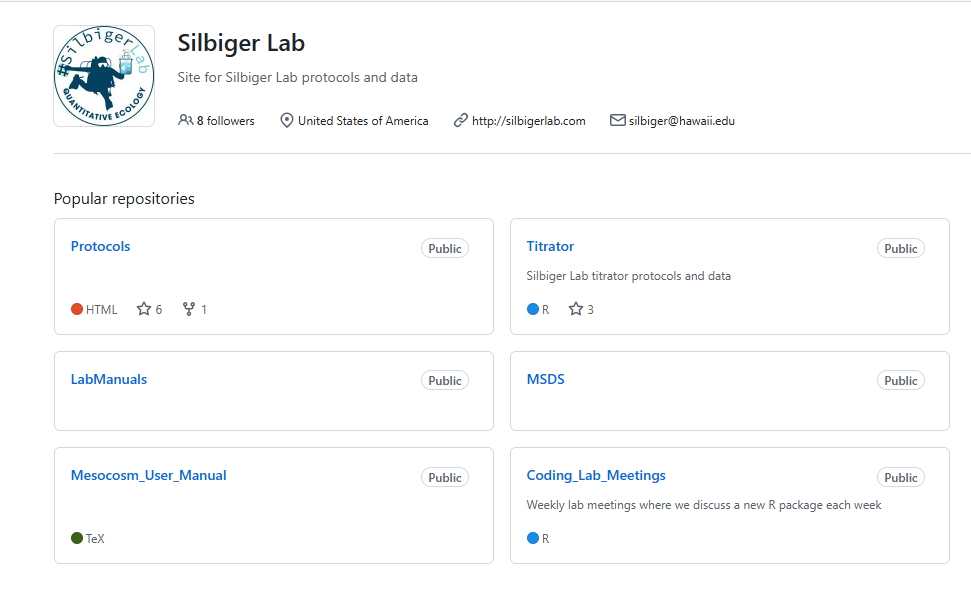 #SilbigerLab
QUANTITATIVE ECOLOGY
Silbiger Lab
Site for Silbiger Lab protocols and data
8 followers United States of America http://silbigerlab.com silbiger@hawaii.edu
Popular repositories
Protocols Public
HTML 6 1
Titrator Public
Silbiger Lab titrator protocols and data
R 3
LabManuals Public
MSDS Public
Mesocosm_User_Manual Public
TeX
Coding_Lab_Meetings Public
Weekly lab meetings where we discuss a new R package each week
R